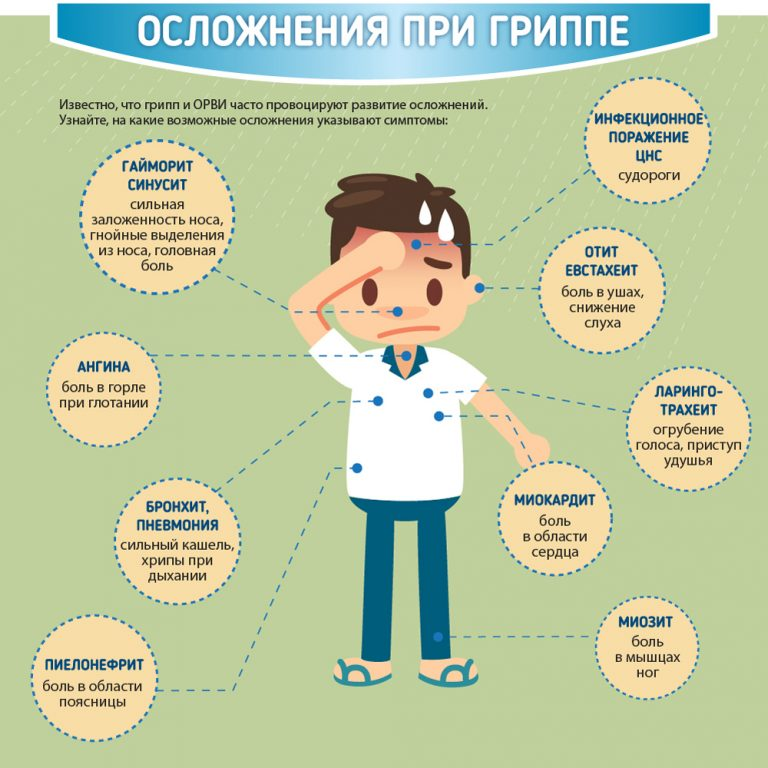 ОСЛОЖНЕНИЯ ПРИ ГРИППЕ
Известно, что грипп и ОРВИ часто провоцируют развитие осложнений.
Узнайте, на какие возможные осложнения указывают симптомы:
ГАЙМОРИТ
СИНУСИТ
сильная
заложенность носа,
гнойные выделения
из носа, головная
боль
ИНФЕКЦИОННОЕ
ПОРАЖЕНИЕ
ЦНС
судороги
ОТИТ
ЕВСТАХЕИТ
боль в ушах,
снижение
слуха
АНГИНА
боль в горле
при глотании
ЛАРИНГО-
ТРАХЕИТ
огрубение
голоса, приступ
удушья
БРОНХИТ,
ПНЕВМОНИЯ
сильный кашель,
хрипы при
дыхании
МИОКАРДИТ
боль
в области
сердца
ПИЕЛОНЕФРИТ
боль в области
поясницы
МИОЗИТ
боль
в мышцах
ног